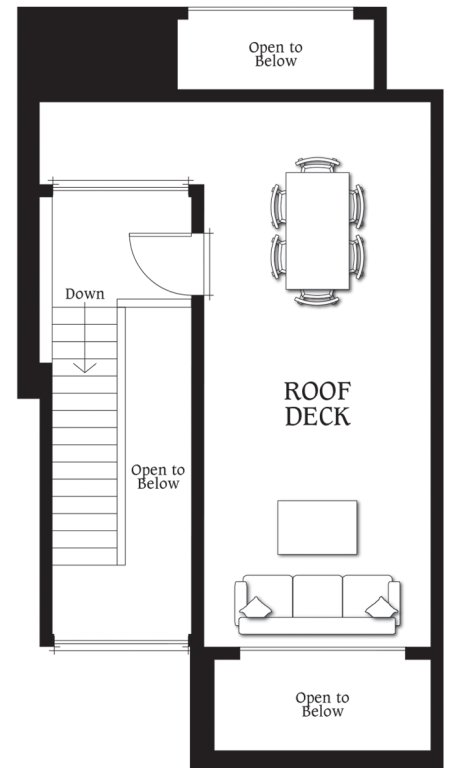 Open to
Below
Down
ROOF
DECK
Open to
Below
Open to
Below